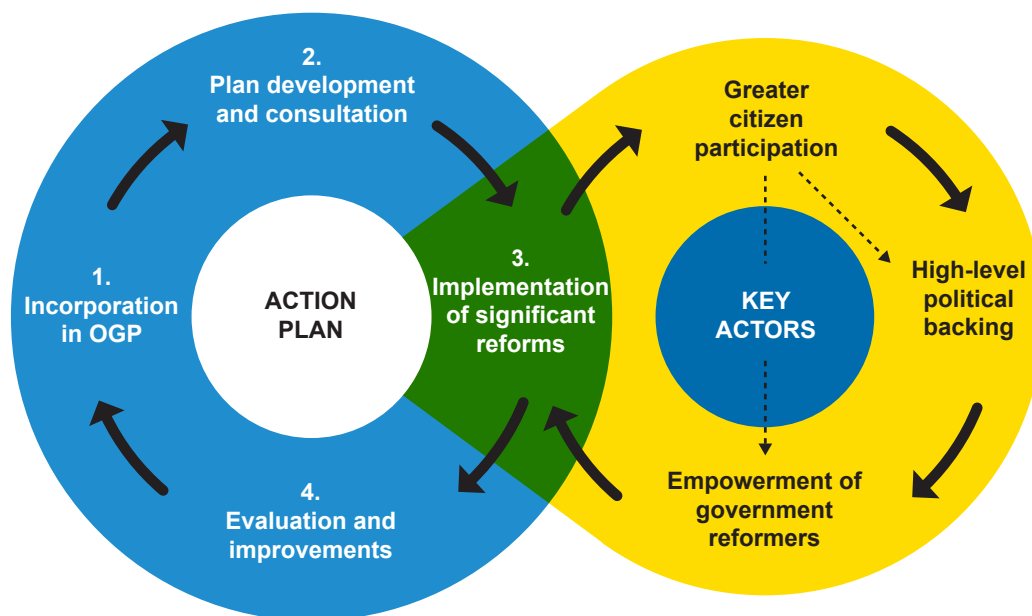 2.
Plan development
and consultation
1.
Incorporation
in OGP
ACTION
PLAN
3.
Implementation
of significant
reforms
4.
Evaluation and
improvements
Greater
citizen
participation
KEY
ACTORS
High-level
political
backing
Empowerment of
government
reformers